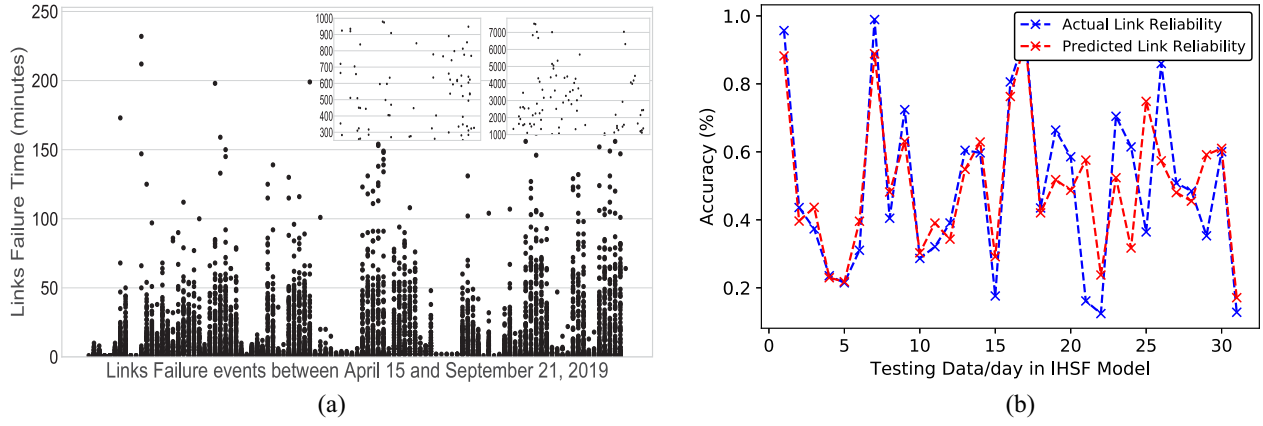 250
200
150
100
50
0
Links Failure Time (minutes)
1000
900
800
700
600
500
400
300
7000
6000
5000
4000
3000
2000
1000
Links Failure events between April 15 and September 21, 2019
(a)
(b)
1.0
0.8
0.6
0.4
0.2
Accuracy (%)
Actual Link Reliability
Predicted Link Reliability
0 5 10 15 20 25 30
Testing Data/day in IHSF Model
(b)